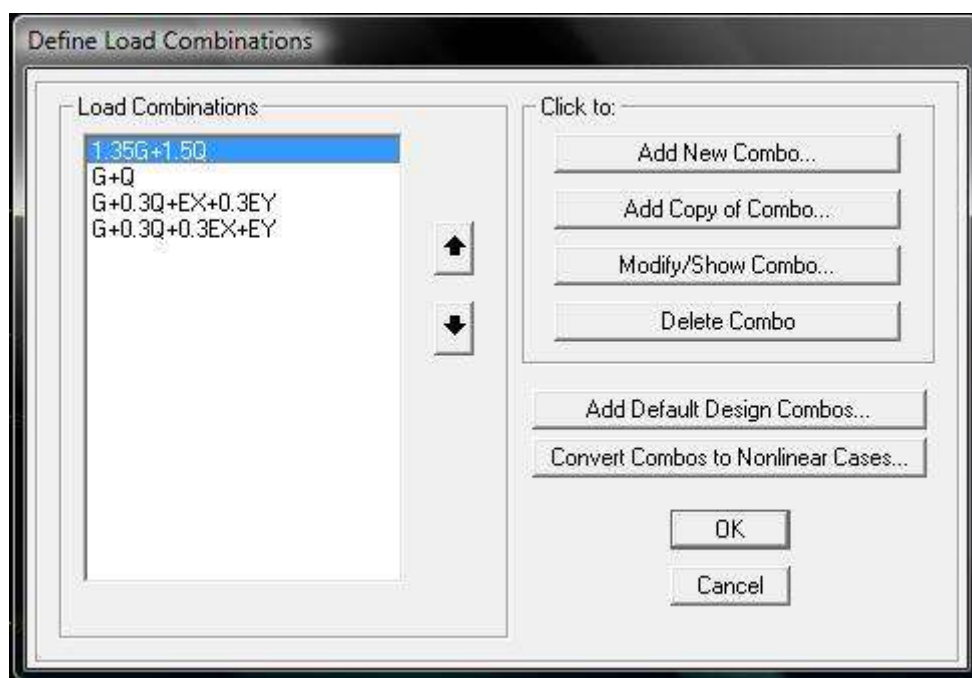 Define Load Combinations
Load Combinations
1.35G+1.5Q
G+Q
G+0.3Q+EX+0.3EY
G+0.3Q+0.3EX+EY
Click to:
Add New Combo...
Add Copy of Combo...
Modify/Show Combo...
Delete Combo
Add Default Design Combos...
Convert Combos to Nonlinear Cases...
OK
Cancel